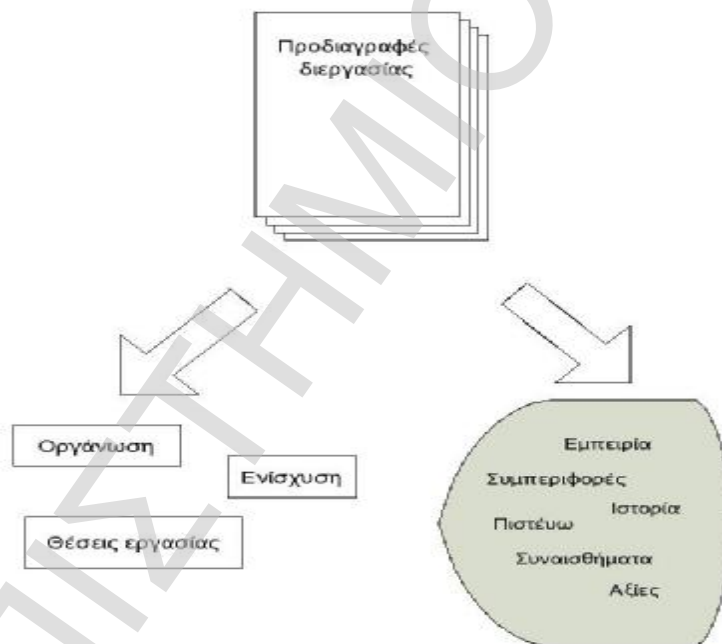 Προδιαγραφές
διεργασίας
Οργάνωση
Ενίσχυση
Θέσεις εργασίας
Εμπειρία
Συμπεριφορές
Ιστορία
Πιστεύω
Συναισθήματα
Αξίες